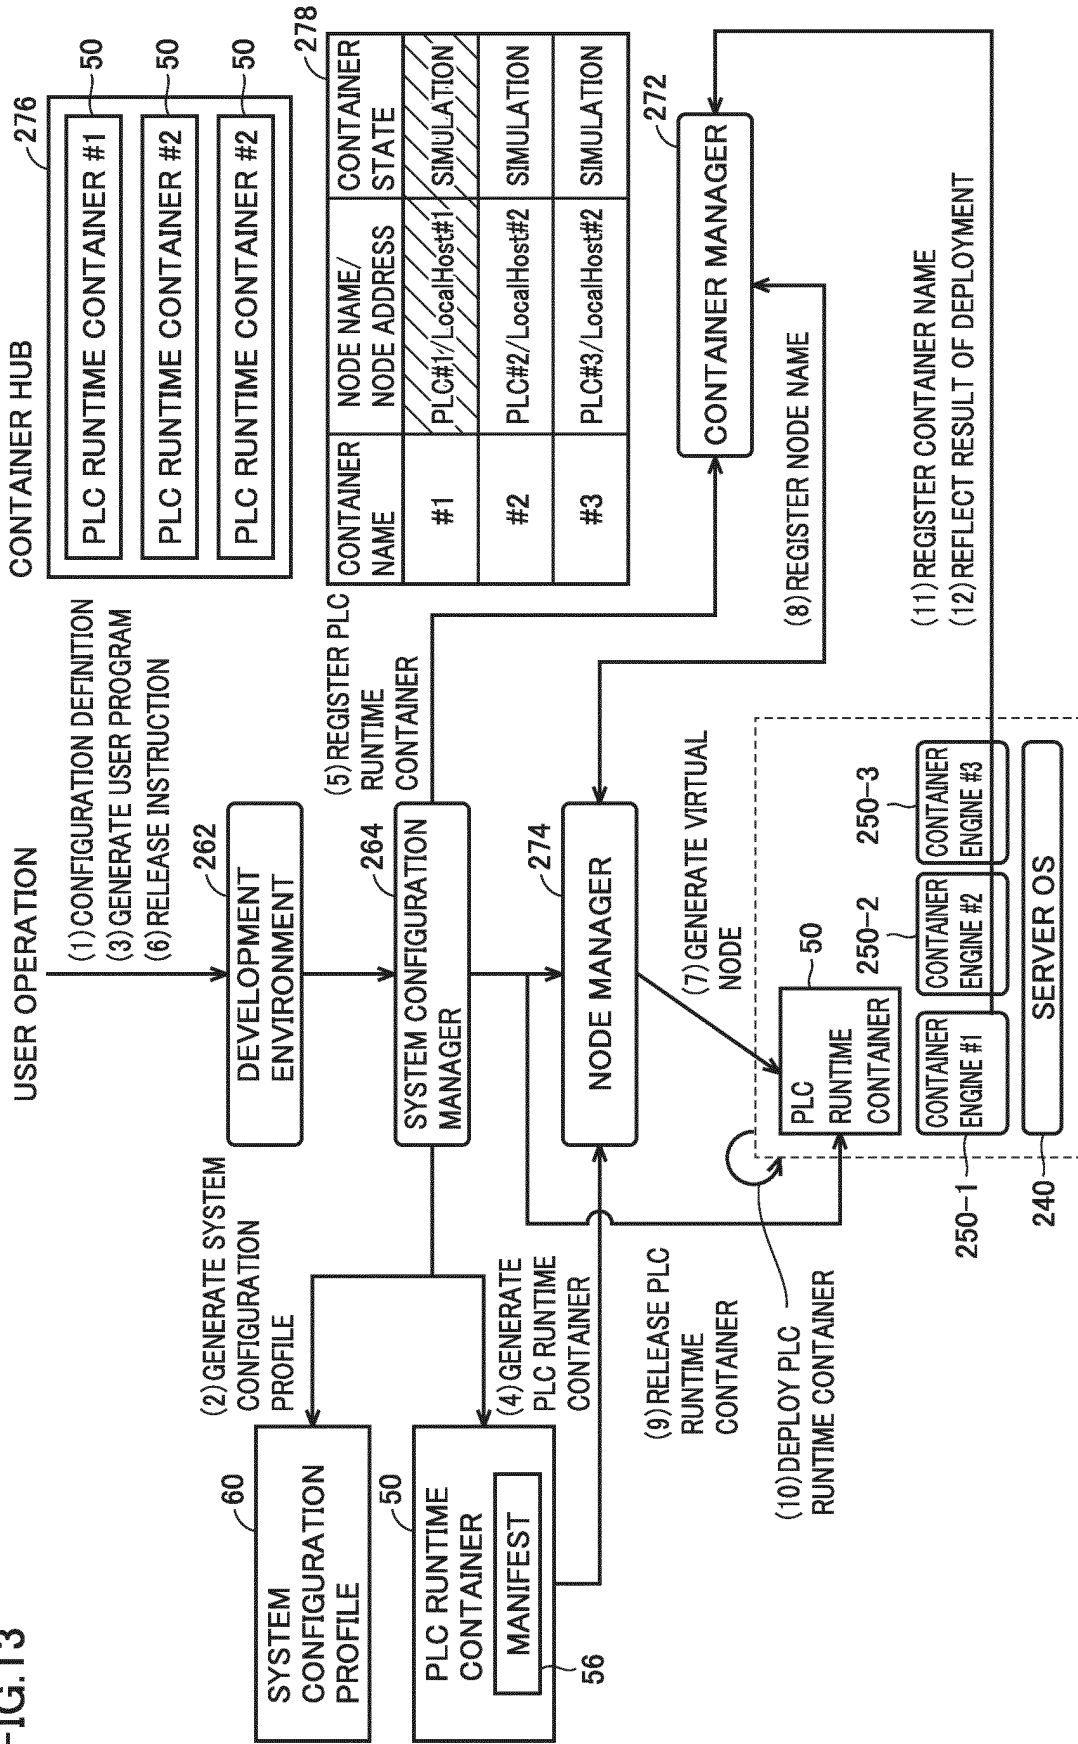 FIG.13
USER OPERATION
(1)CONFIGURATION DEFINITION
(3)GENERATE USER PROGRAM
(6)RELEASE INSTRUCTION
CONTAINER HUB
276
PLC RUNTIME CONTAINER #1
50
PLC RUNTIME CONTAINER #2
50
PLC RUNTIME CONTAINER #2
50
262
DEVELOPMENT
ENVIRONMENT
(2)GENERATE SYSTEM
CONFIGURATION
PROFILE
60
SYSTEM
CONFIGURATION
PROFILE
264
SYSTEM CONFIGURATION
MANAGER
(5)REGISTER PLC
RUNTIME
CONTAINER
278
CONTAINER
NAME
NODE NAME/
NODE ADDRESS
CONTAINER
STATE
#1
PLC#1/LocalHost#1
SIMULATION
#2
PLC#2/LocalHost#2
SIMULATION
#3
PLC#3/LocalHost#2
SIMULATION
50
PLC RUNTIME
CONTAINER
MANIFEST
56
(4)GENERATE
PLC RUNTIME
CONTAINER
274
NODE MANAGER
272
CONTAINER MANAGER
(9)RELEASE PLC
RUNTIME
CONTAINER
(7)GENERATE VIRTUAL
NODE
(8)REGISTER NODE NAME
(10)DEPLOY PLC
RUNTIME CONTAINER
50
PLC
RUNTIME
CONTAINER
250-2
250-3
(11)REGISTER CONTAINER NAME
(12)REFLECT RESULT OF DEPLOYMENT
250-1
CONTAINER
ENGINE #1
CONTAINER
ENGINE #2
CONTAINER
ENGINE #3
240
SERVER OS